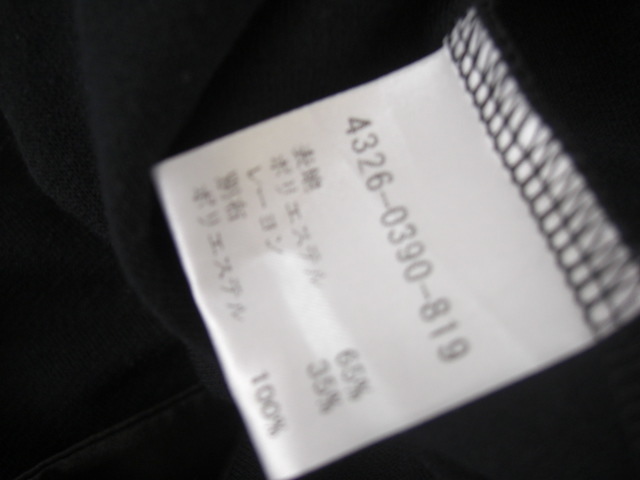 4326-0390-819
表地
ポリエステル 65%
レーヨン 35%
別布
ポリエステル 100%